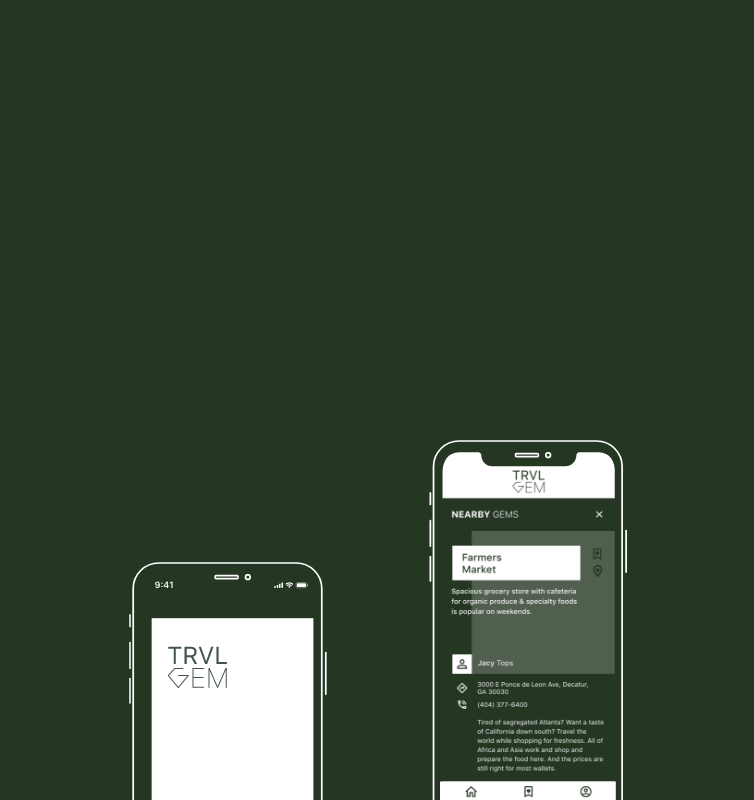 9:41
TRVL
GEM
TRVL
GEM
NEARBY GEMS
Farmers
Market
Spacious grocery store with cafeteria
for organic produce & specialty foods
is popular on weekends.
Jacy Tops
3000 E Ponce de Leon Ave, Decatur,
GA 30030
(404) 377-6400
Tired of segregated Atlanta? Want a taste
of California down south? Travel the
world while shopping for freshness. All of
Africa and Asia work and shop and
prepare the food here. And the prices are
still right for most wallets.